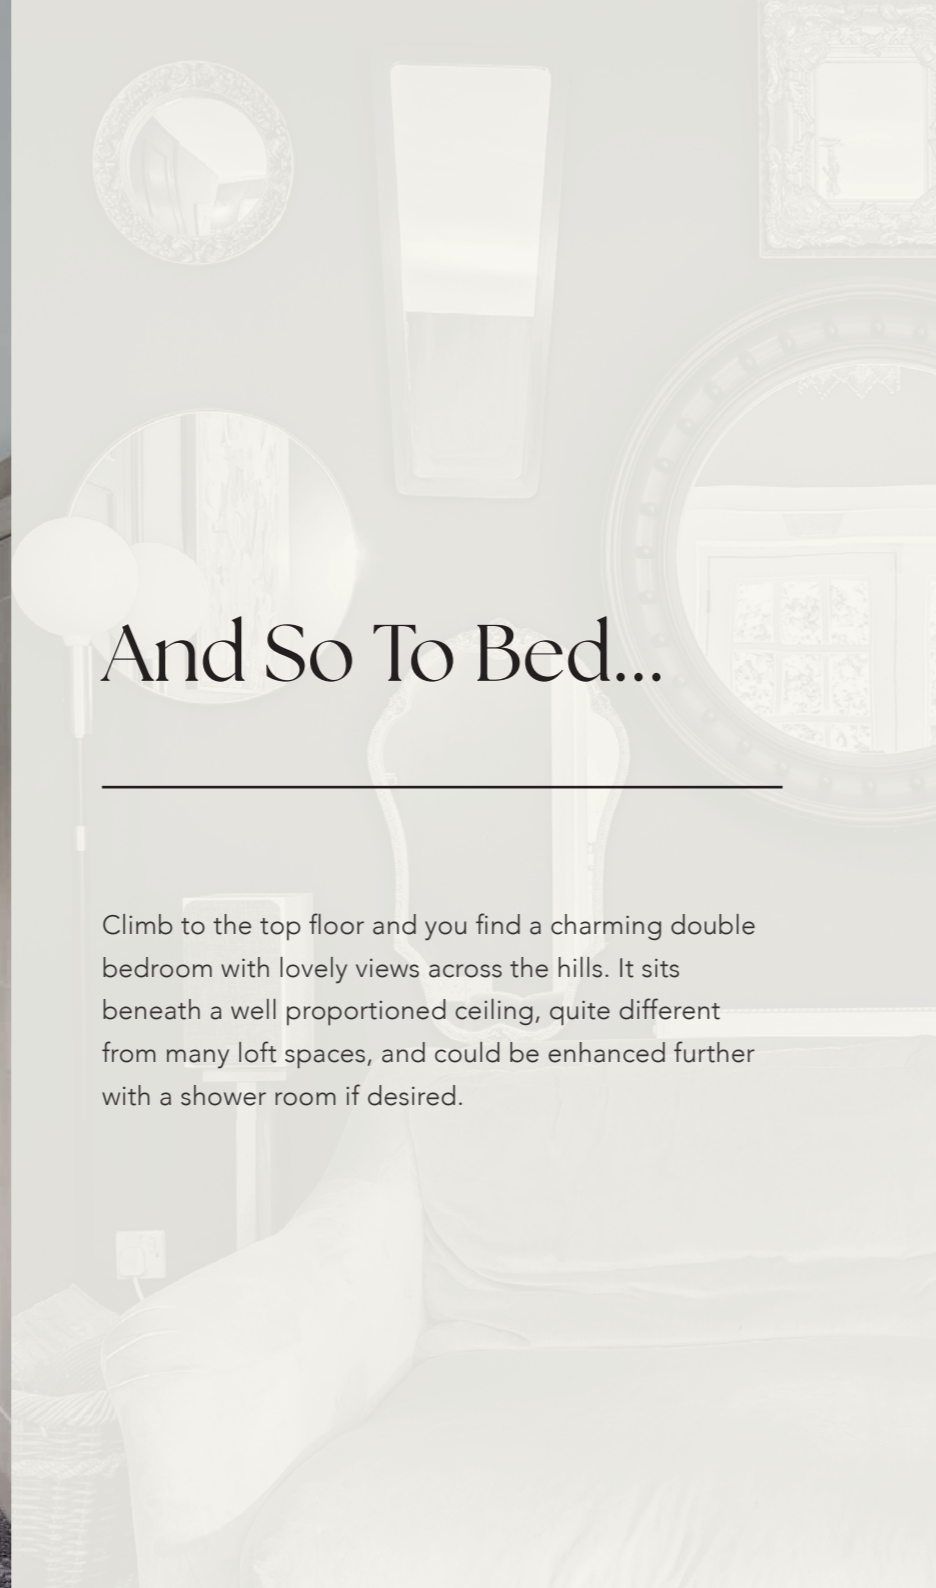 And So To Bed...
Climb to the top floor and you find a charming double
bedroom with lovely views across the hills. It sits
beneath a well proportioned ceiling, quite different
from many loft spaces, and could be enhanced further
with a shower room if desired.